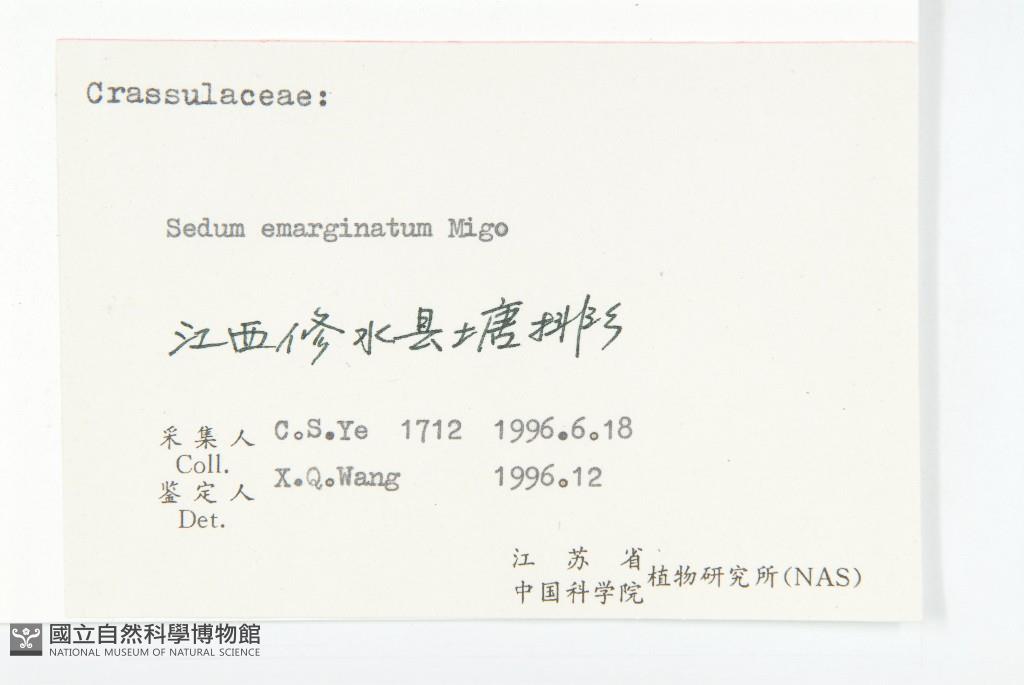 Crassulaceae:
Sedum emarginatum Migo
江西修水县塘排
采集人 C.S.Ye 1712 1996.6.18
Coll.
鉴定人 X.Q.Wang 1996.12
Det.
江苏省
中国科学院 植物研究所(NAS)
國立自然科學博物館
NATIONAL MUSEUM OF NATURAL SCIENCE